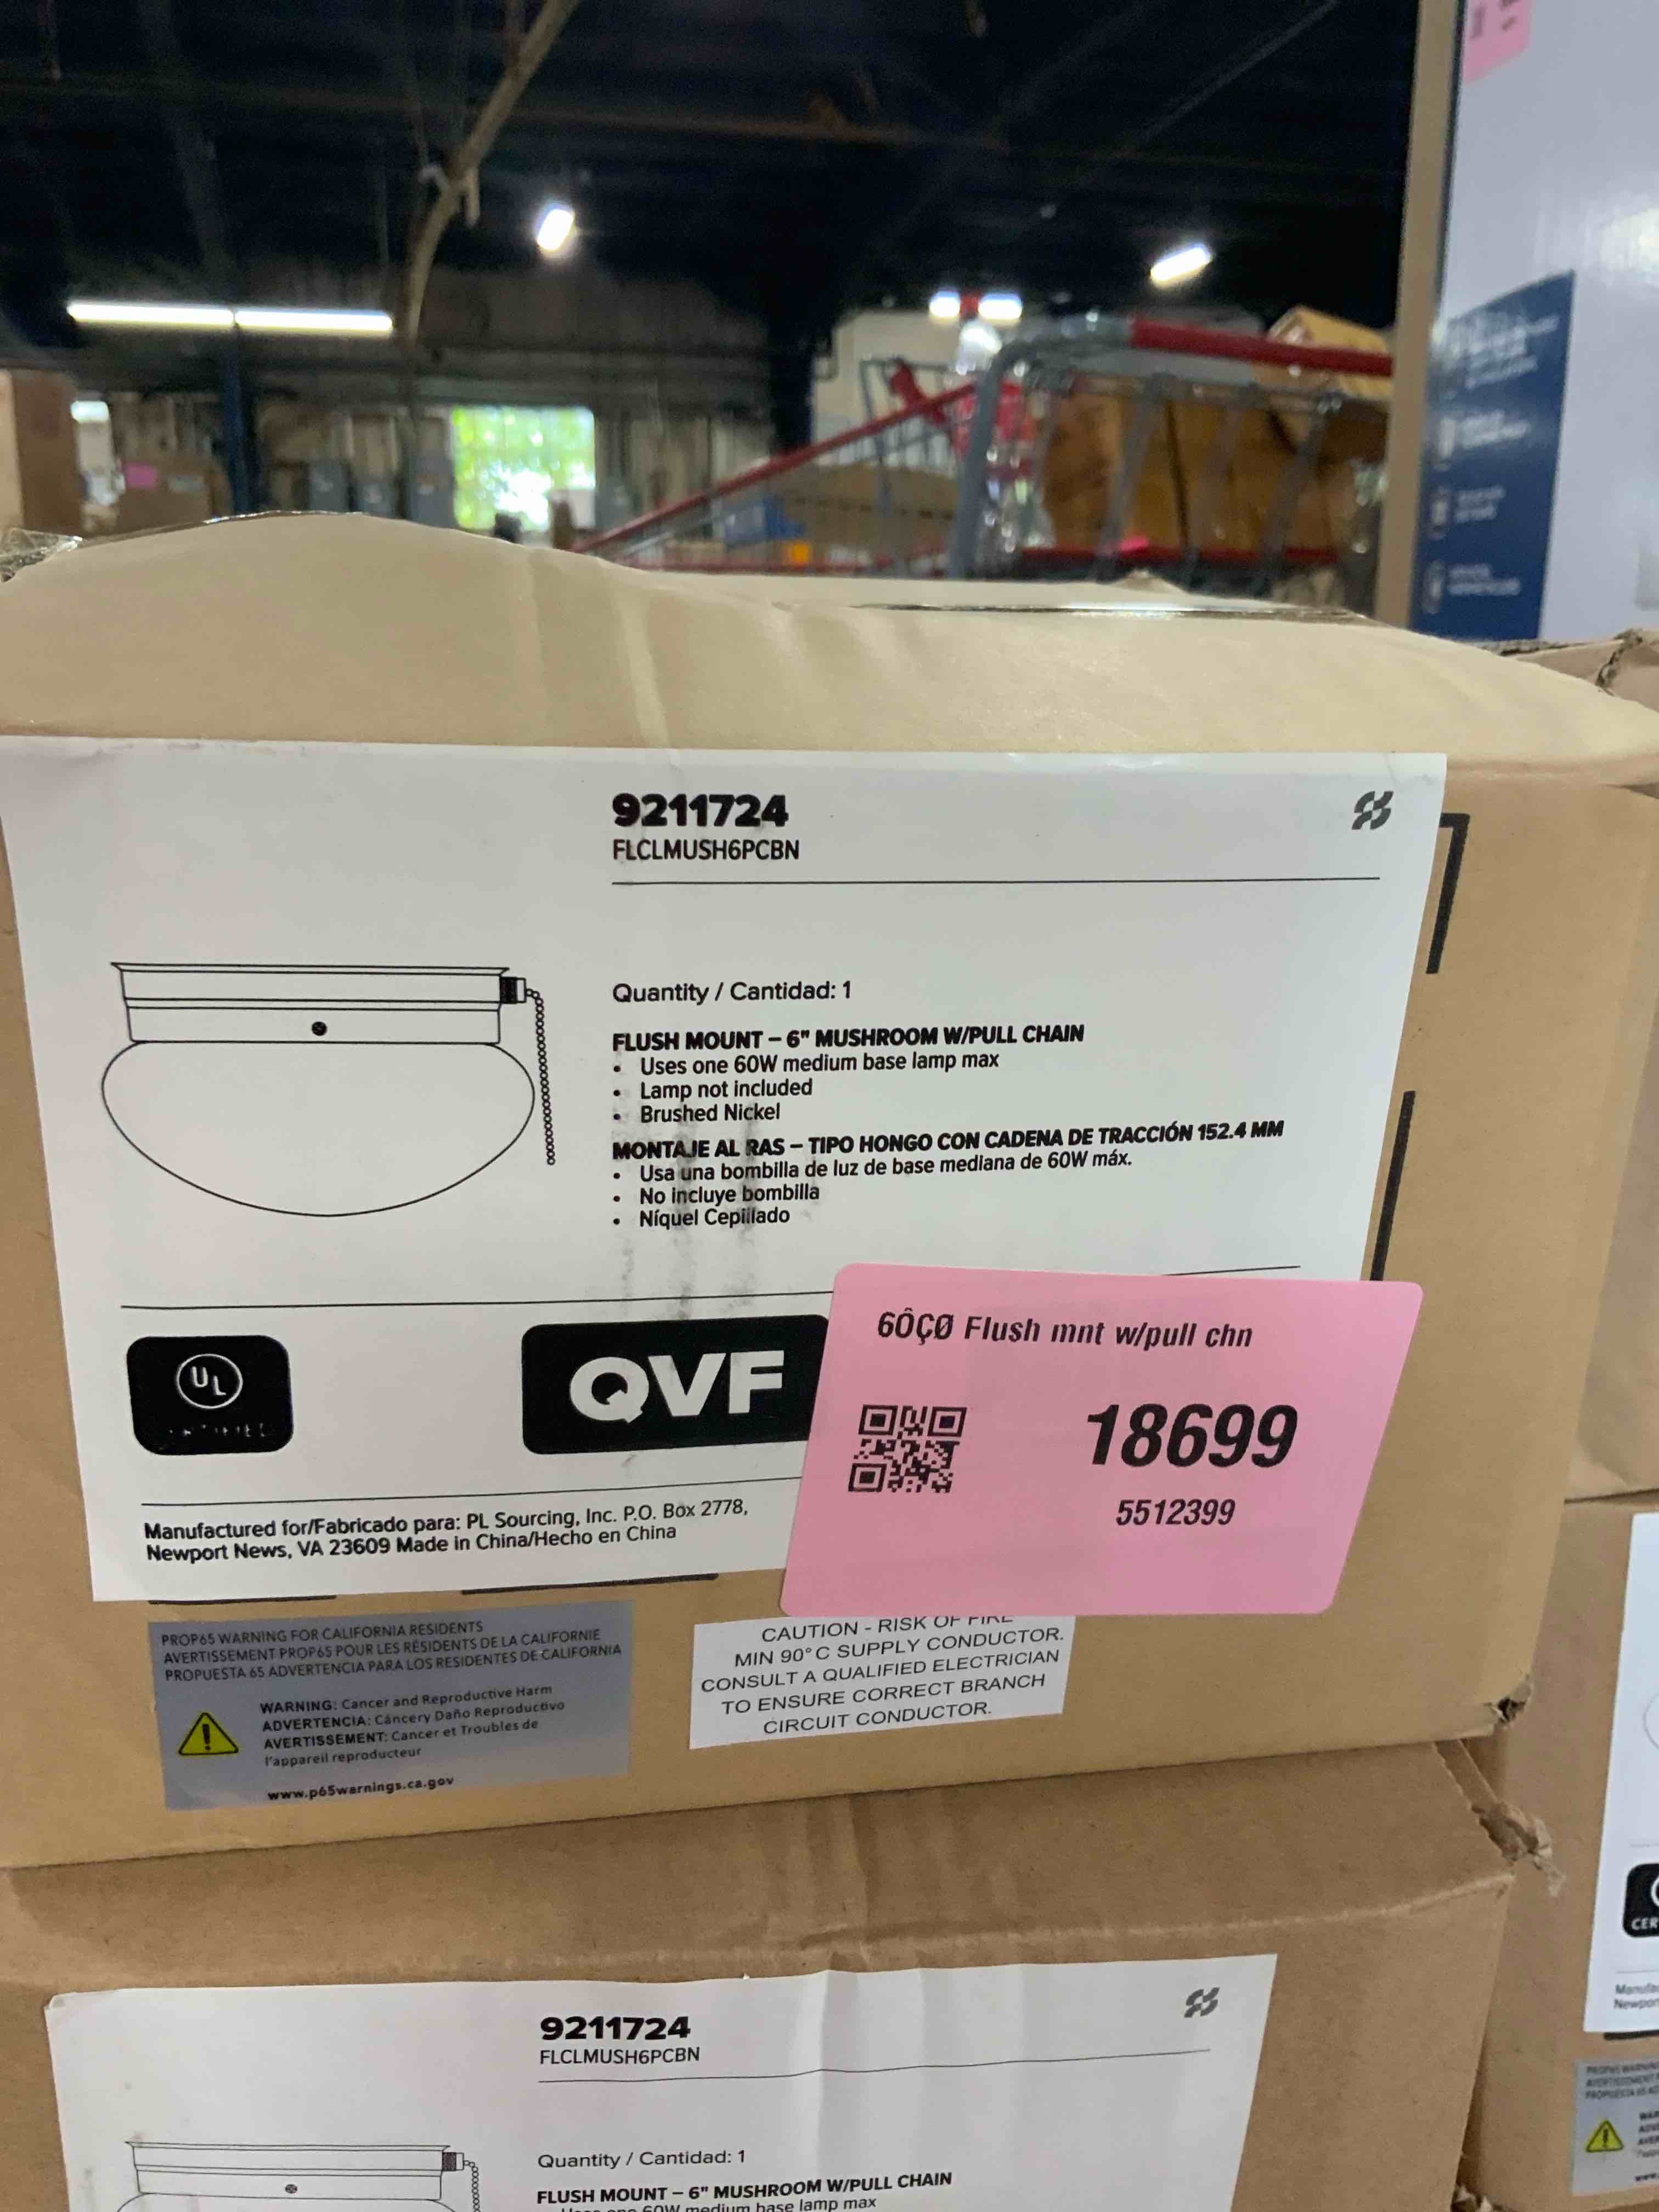 9211724
FLCLMUSH6PCBN
Quantity / Cantidad: 1
FLUSH MOUNT – 6" MUSHROOM W/PULL CHAIN
• Uses one 60W medium base lamp max
• Lamp not included
• Brushed Nickel
MONTAJE AL RAS – TIPO HONGO CON CADENA DE TRACCIÓN 152.4 MM
• Usa una bombilla de luz de base mediana de 60W máx.
• No incluye bombilla
• Níquel Cepillado
UL
QVF
6ÔÇØ Flush mnt w/pull chn
18699
5512399
Manufactured for/Fabricado para: PL Sourcing, Inc. P.O. Box 2778,
Newport News, VA 23609 Made in China/Hecho en China
PROP65 WARNING FOR CALIFORNIA RESIDENTS
AVERTISSEMENT PROP65 POUR LES RÉSIDENTS DE LA CALIFORNIE
PROPUESTA 65 ADVERTENCIA PARA LOS RESIDENTES DE CALIFORNIA
WARNING: Cancer and Reproductive Harm
ADVERTENCIA: Cáncery Daño Reproductivo
AVERTISSEMENT: Cancer et Troubles de
l'appareil reproducteur
www.p65warnings.ca.gov
CAUTION - RISK OF FIRE
MIN 90°C SUPPLY CONDUCTOR.
CONSULT A QUALIFIED ELECTRICIAN
TO ENSURE CORRECT BRANCH
CIRCUIT CONDUCTOR.
9211724
FLCLMUSH6PCBN
Quantity / Cantidad: 1
FLUSH MOUNT – 6" MUSHROOM W/PULL CHAIN
60W medium base lamp max
CER